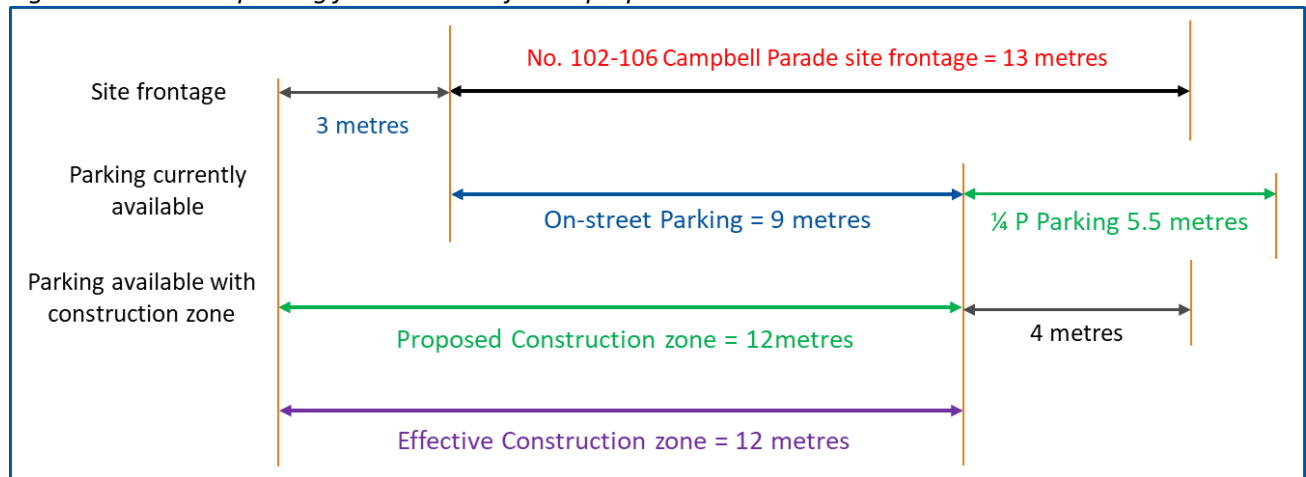 No. 102-106 Campbell Parade site frontage = 13 metres
Site frontage
3 metres
Parking currently
available
On-street Parking = 9 metres
¼ P Parking 5.5 metres
Parking available with
construction zone
Proposed Construction zone = 12metres
4 metres
Effective Construction zone = 12 metres